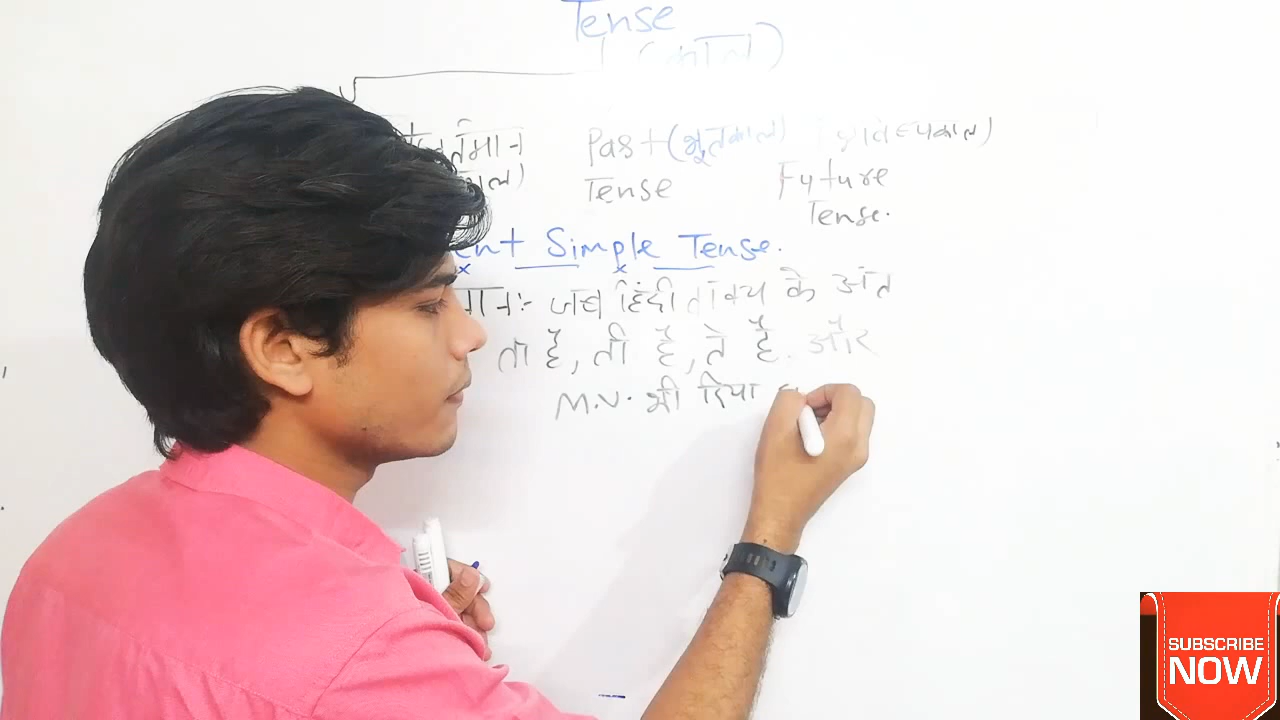 Tense
(काल)
वर्तमान Past (भूतकाल) (भविष्यकाल)
Tense Future
Tense.
ent Simple Tense.
जब हिंदी वाक्य के अंत
ता है, ती है, ते है. और
M.V. भी दिया
SUBSCRIBE
NOW